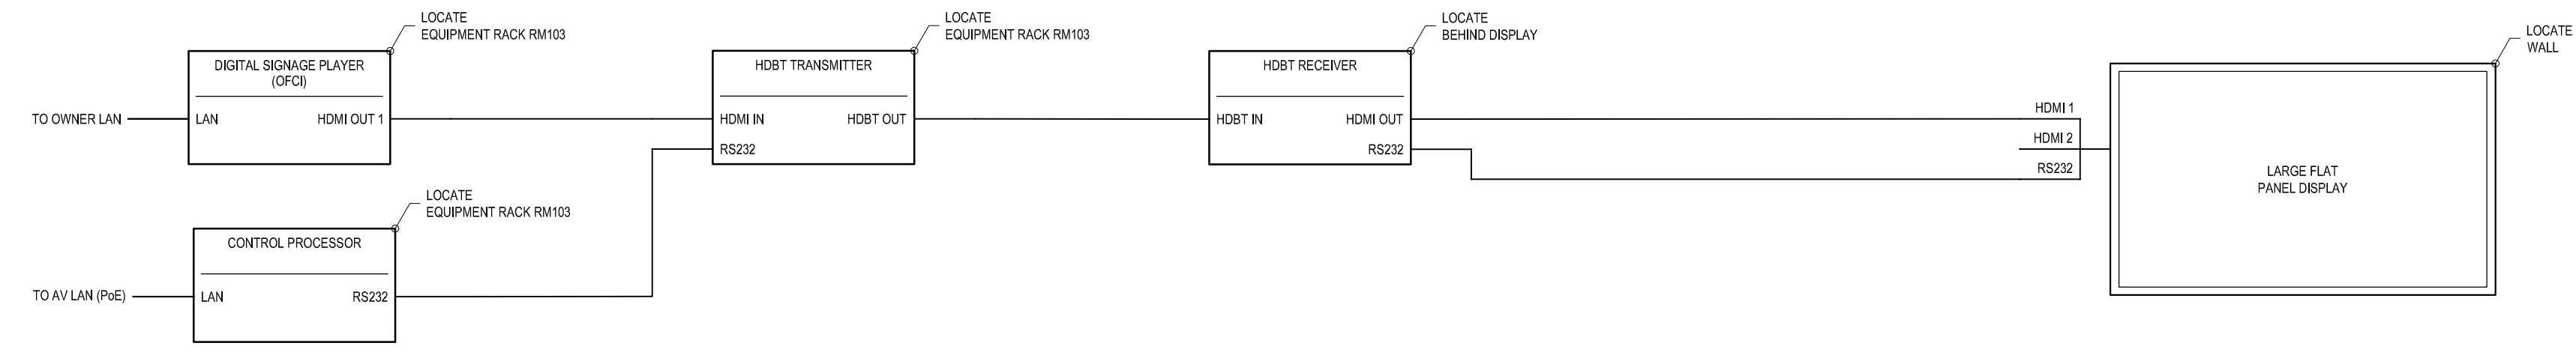 LOCATE
EQUIPMENT RACK RM103
DIGITAL SIGNAGE PLAYER
(OFCI)
TO OWNER LAN
LAN
HDMI OUT 1
LOCATE
EQUIPMENT RACK RM103
HDBT TRANSMITTER
HDMI IN
HDBT OUT
RS232
LOCATE
BEHIND DISPLAY
HDBT RECEIVER
HDBT IN
HDMI OUT
RS232
HDMI 1
HDMI 2
RS232
LOCATE
WALL
LARGE FLAT
PANEL DISPLAY
LOCATE
EQUIPMENT RACK RM103
CONTROL PROCESSOR
TO AV LAN (PoE)
LAN
RS232